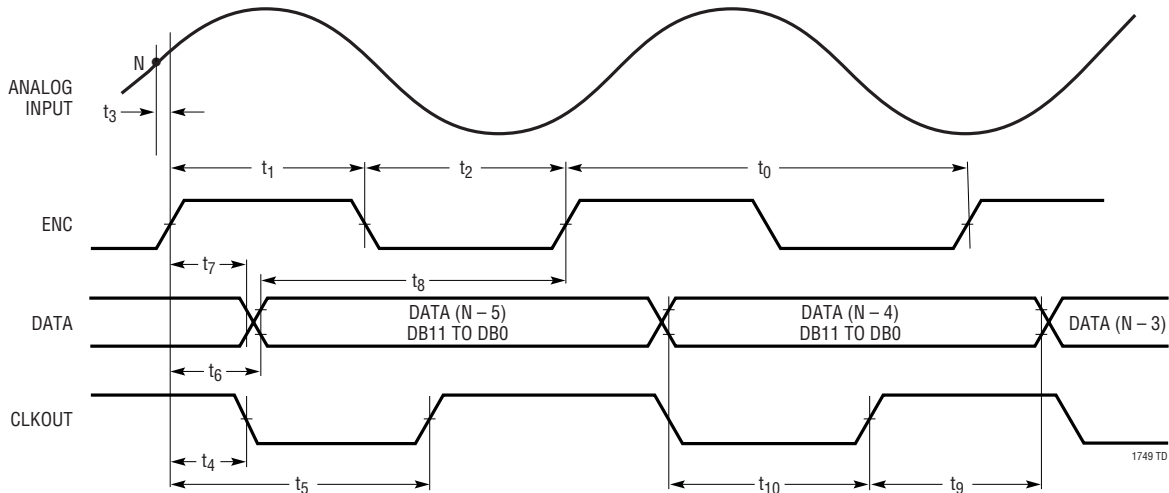 N
ANALOG
INPUT
t3
t1
t2
t0
ENC
t7
t8
DATA
DATA (N – 5)
DB11 TO DB0
DATA (N – 4)
DB11 TO DB0
DATA (N – 3)
t6
CLKOUT
1749 TD
t4
t5
t10
t9